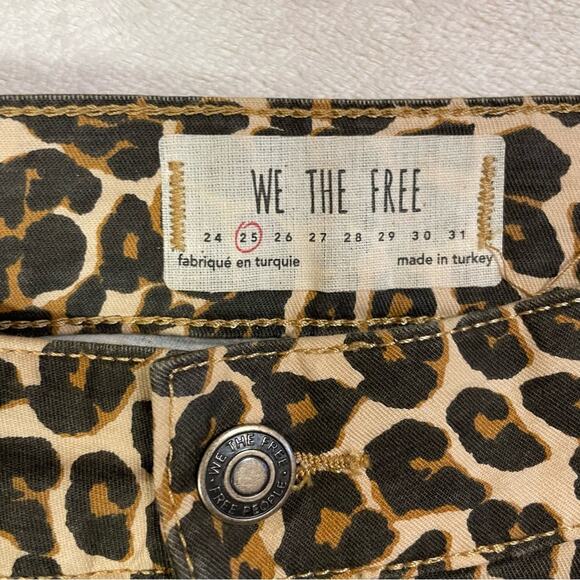 WE THE FREE
24 25 26 27 28 29 30 31
fabriqué en turquie made in turkey
• WE THE FREE •
FREE PEOPLE